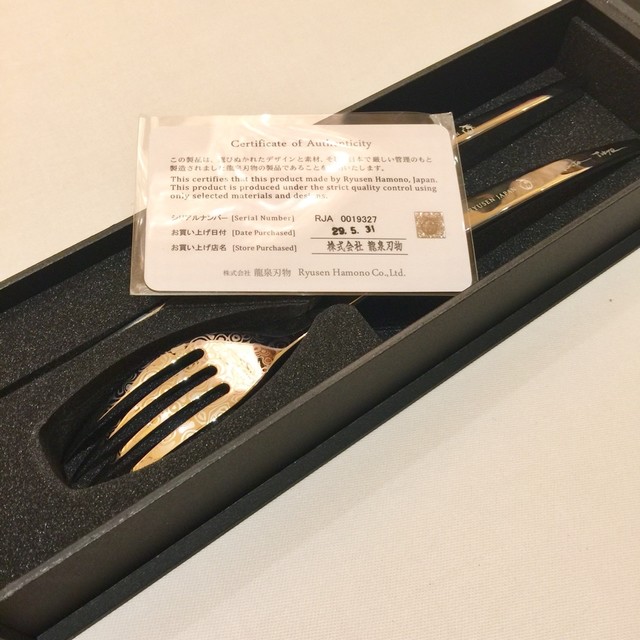 Certificate of Authenticity
この製品は、選びぬかれたデザインと素材、そして日本で厳しい管理のもと
製造されました龍泉刃物の製品であることを証明いたします。
This certifies that this product made by Ryusen Hamono, Japan.
This product is produced under the strict quality control using
only selected materials and designs.
シリアルナンバー [Serial Number] RJA 0019327
お買い上げ日付 [Date Purchased] 29.5.31
お買い上げ店名 [Store Purchased] 株式会社 龍泉刃物
株式会社 龍泉刃物 Ryusen Hamono Co.,Ltd.
RYUSEN JAPAN